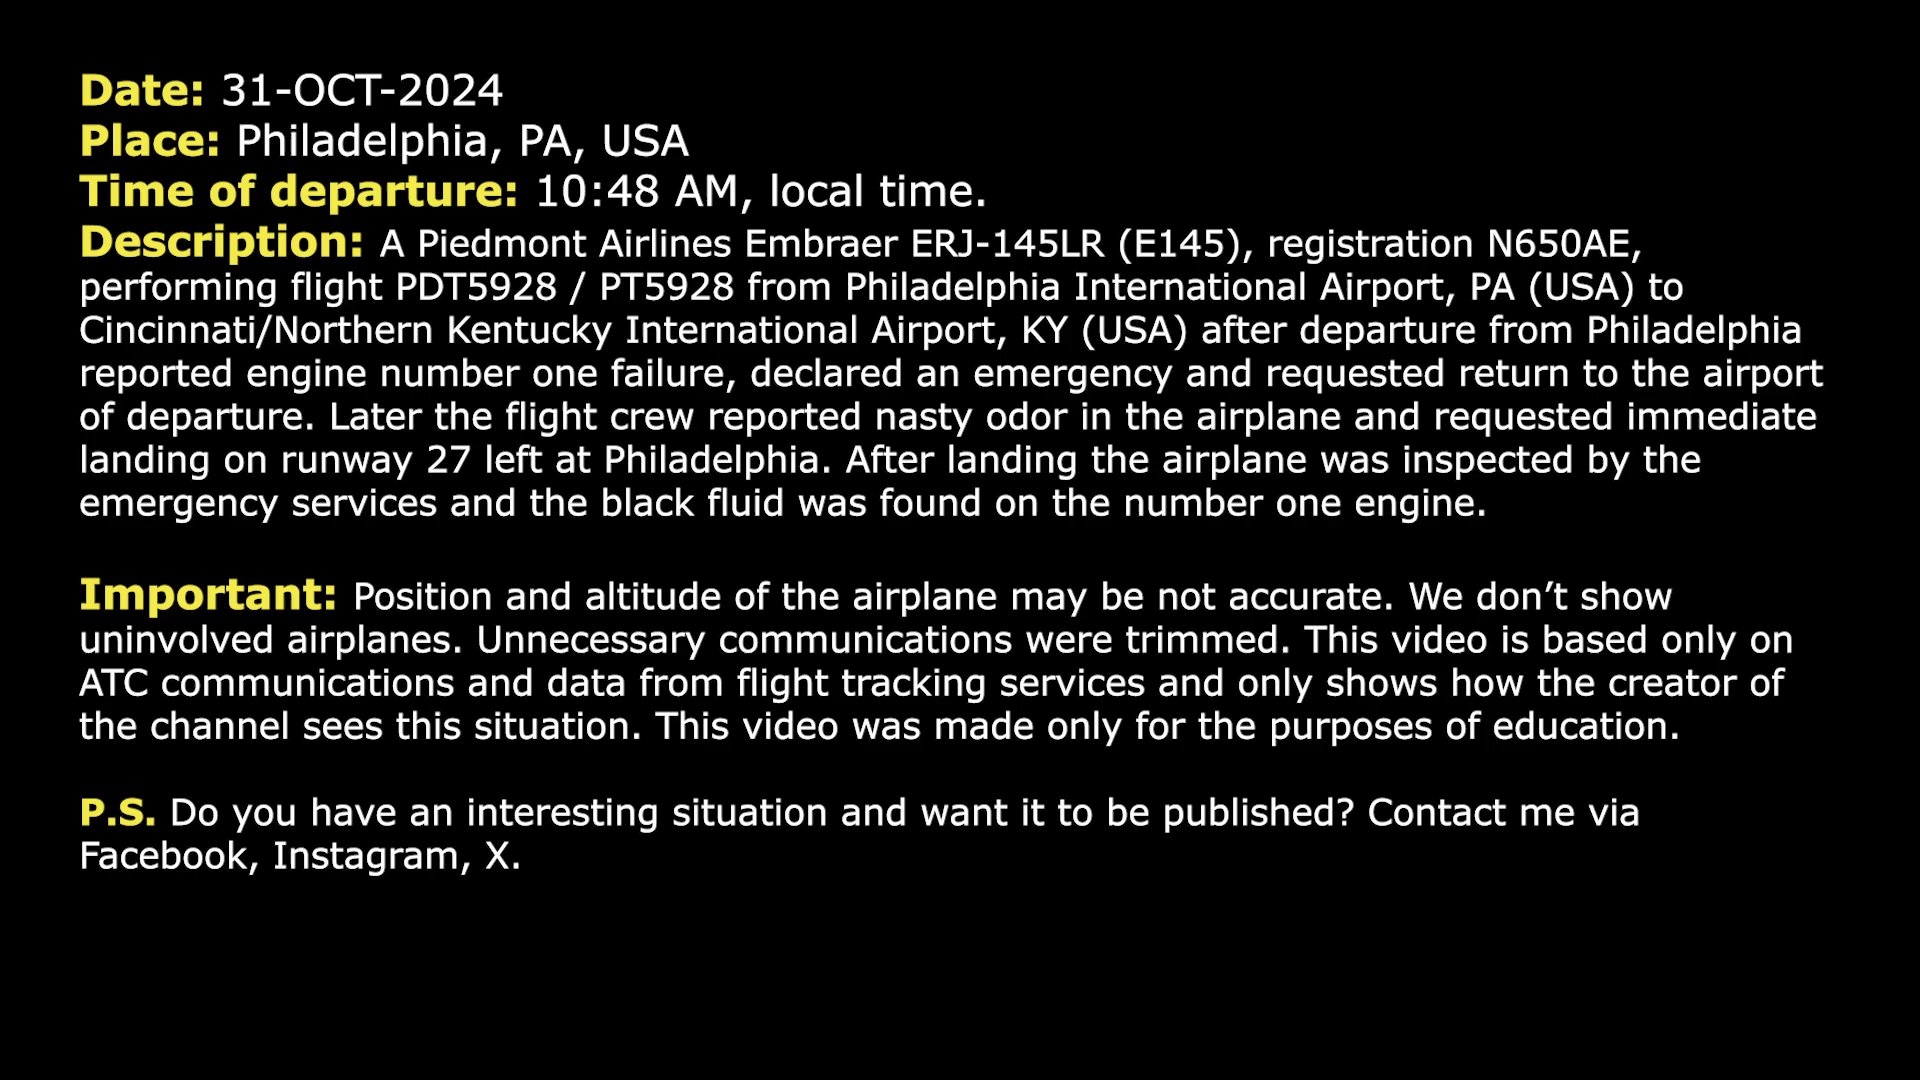 Date: 31-OCT-2024
Place: Philadelphia, PA, USA
Time of departure: 10:48 AM, local time.
Description: A Piedmont Airlines Embraer ERJ-145LR (E145), registration N650AE,
performing flight PDT5928 / PT5928 from Philadelphia International Airport, PA (USA) to
Cincinnati/Northern Kentucky International Airport, KY (USA) after departure from Philadelphia
reported engine number one failure, declared an emergency and requested return to the airport
of departure. Later the flight crew reported nasty odor in the airplane and requested immediate
landing on runway 27 left at Philadelphia. After landing the airplane was inspected by the
emergency services and the black fluid was found on the number one engine.
Important: Position and altitude of the airplane may be not accurate. We don’t show
uninvolved airplanes. Unnecessary communications were trimmed. This video is based only on
ATC communications and data from flight tracking services and only shows how the creator of
the channel sees this situation. This video was made only for the purposes of education.
P.S. Do you have an interesting situation and want it to be published? Contact me via
Facebook, Instagram, X.